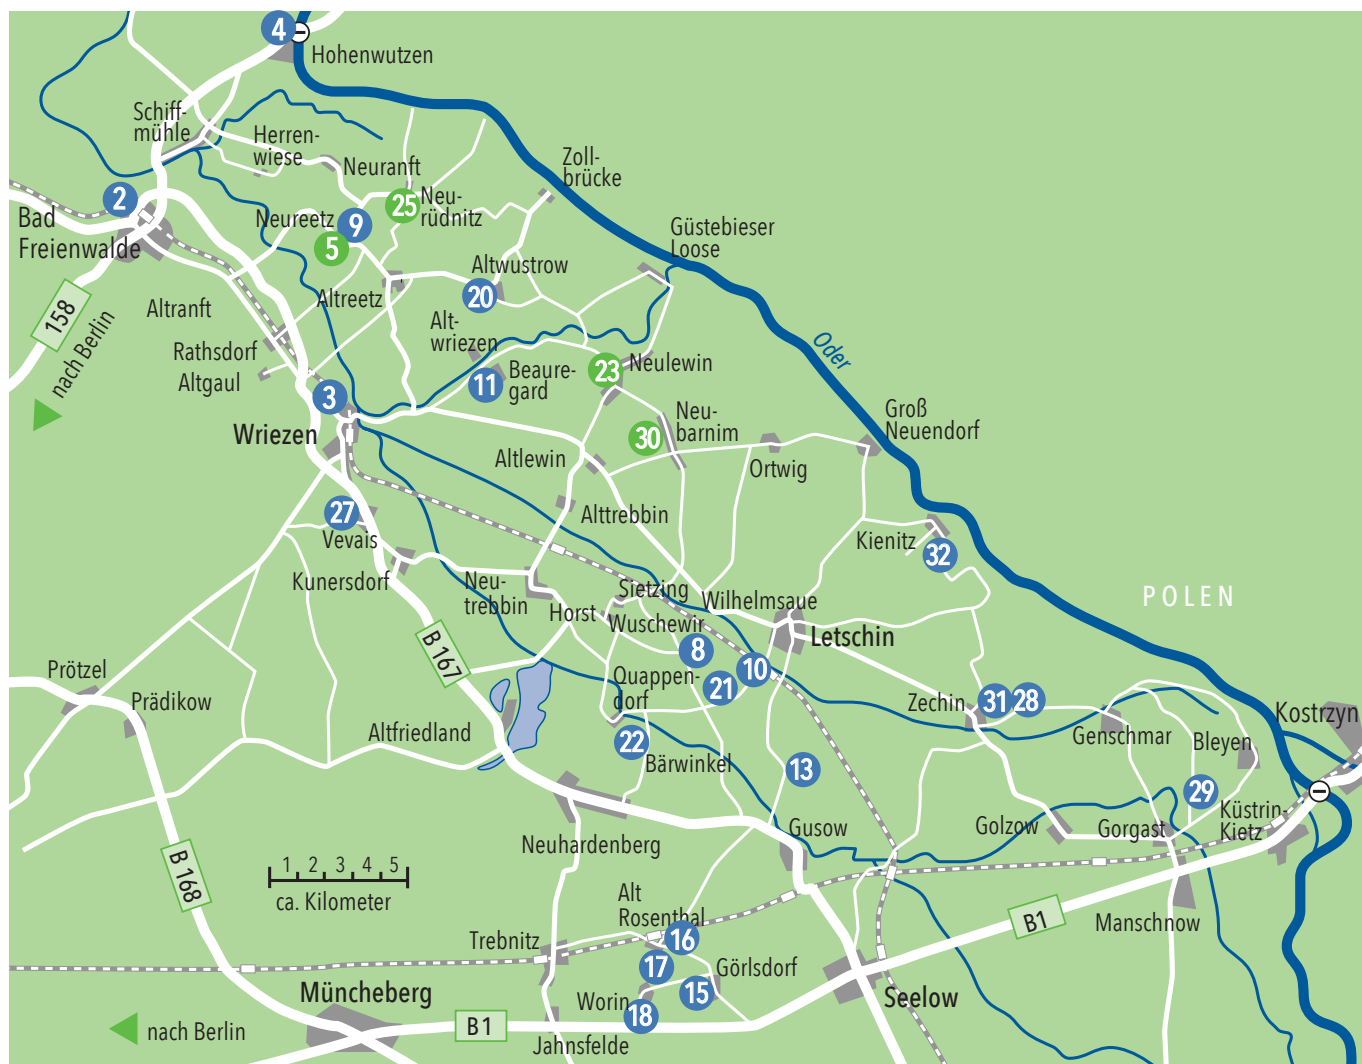 4
Hohenwutzen
Schiff-
mühle
Herren-
wiese
Neuranft
Zoll-
brücke
2
Bad
Freienwalde
25
Neu-
rüdnitz
Neureetz
9
5
Güstebieser
Loose
Altwustrow
20
Altreetz
158
nach Berlin
Altranft
Alt-
wriezen
Rathsdorf
Altgaul
Oder
11
Beaure-
gard
23
Neulewin
3
Wriezen
Neu-
barnim
30
Groß
Neuendorf
Altlewin
Ortwig
27
Vevais
Alttrebbin
Kienitz
32
Kunersdorf
Neu-
trebbin
Sietzing
Horst
Wilhelmsaue
POLEN
Wuschewir
8
Letschin
B 167
10
Prötzel
Prädikow
Quappen-
dorf
21
Zechin
31
28
Kostrzyn
Altfriedland
22
Bärwinkel
Genschmar
Bleyen
13
29
Neuhardenberg
Gusow
Golzow
Gorgast
Küstrin-
Kietz
B 168
1 2 3 4 5
ca. Kilometer
Alt
Rosenthal
B1
Manschnow
Trebnitz
16
17
Görlsdorf
15
Müncheberg
Worin
18
Seelow
nach Berlin
B1
Jahnsfelde